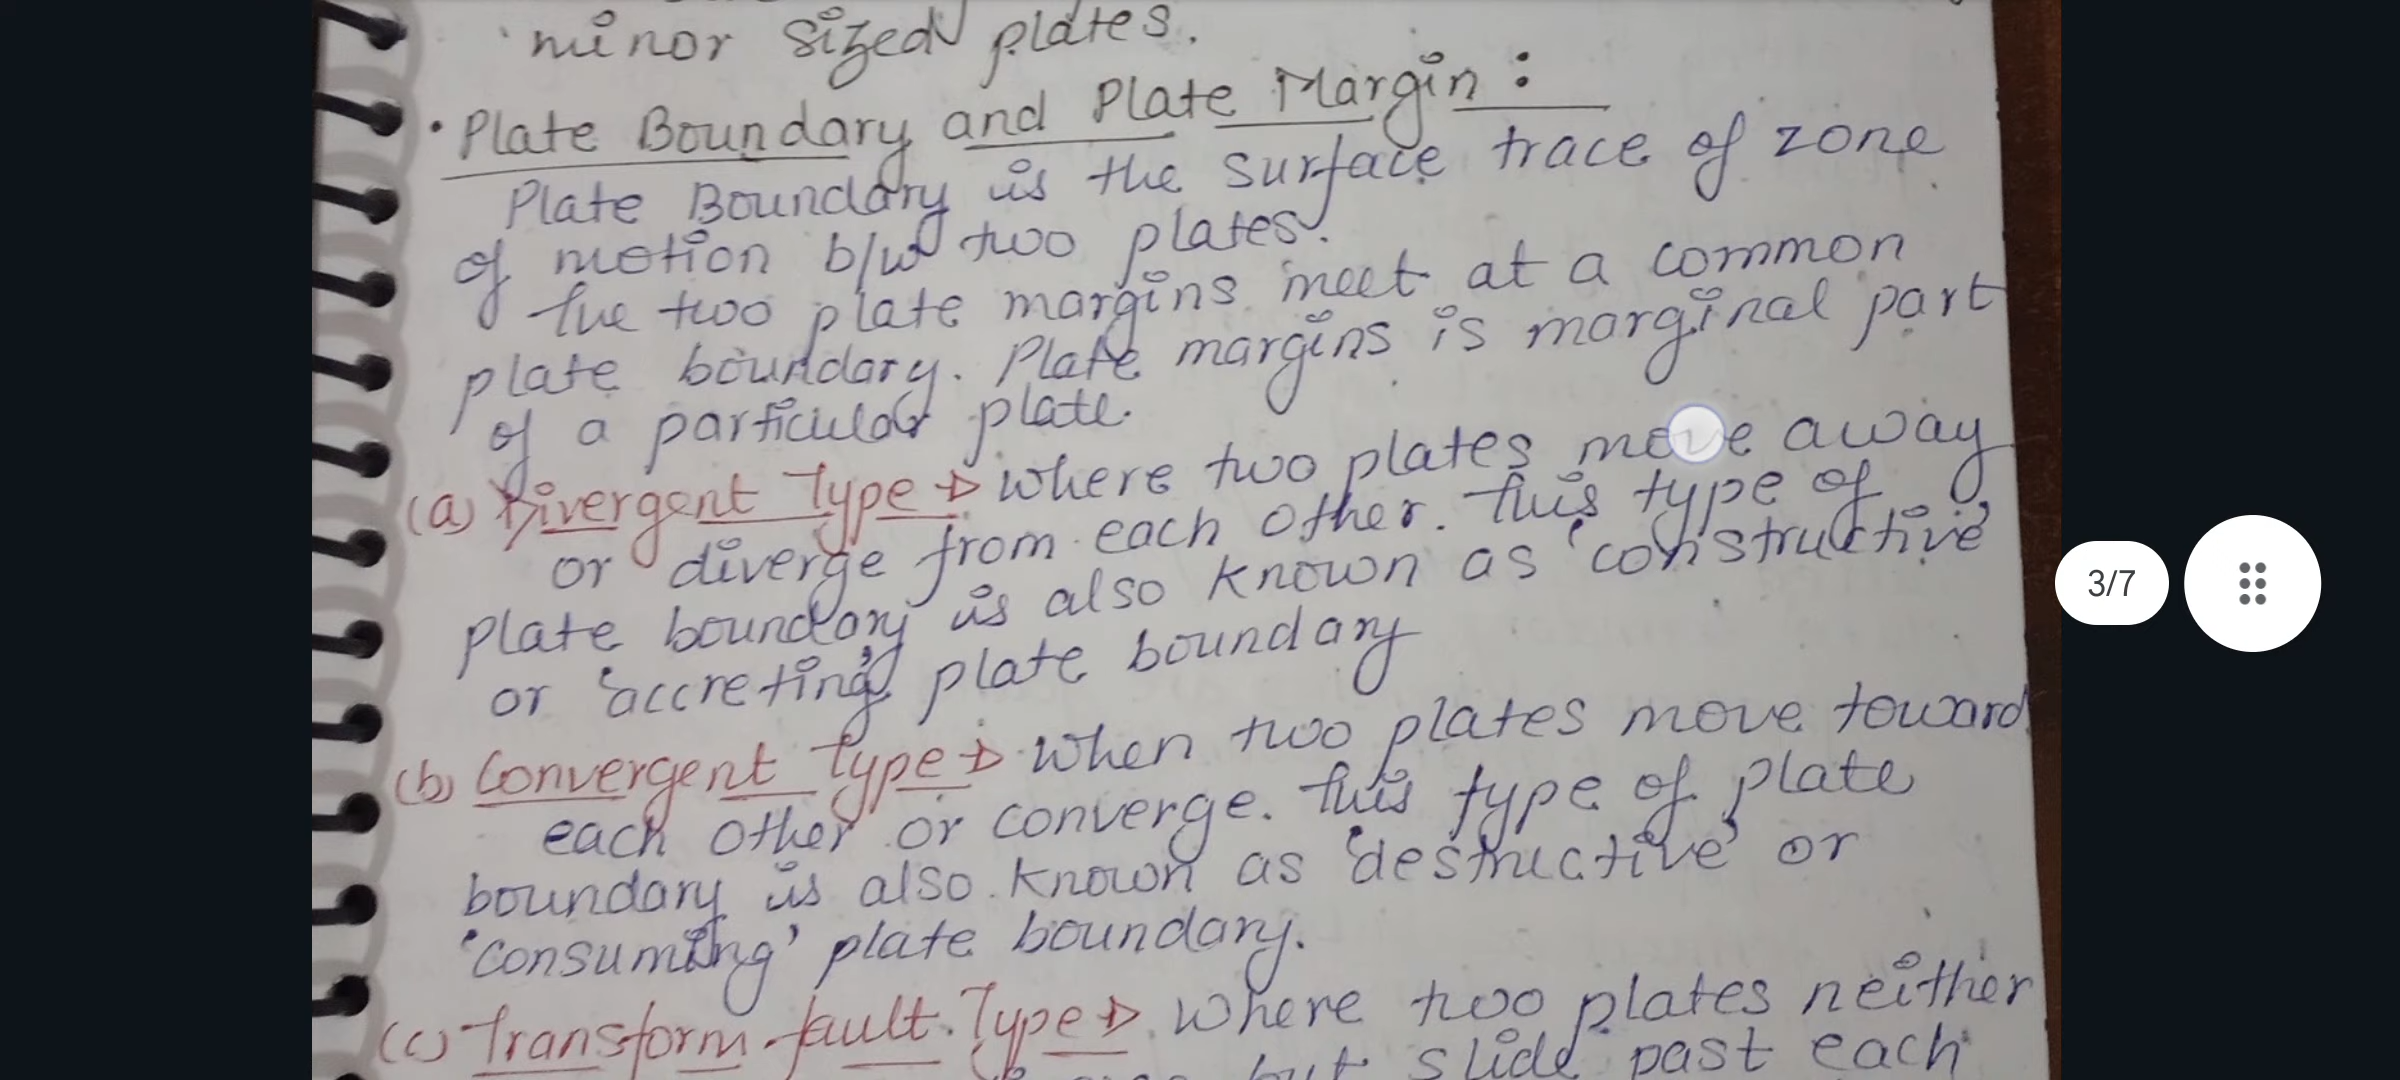 minor sized plates.
• Plate Boundary and Plate Margin :
Plate Boundary is the surface trace of zone
of motion b/w two plates.
The two plate margins meet at a common
plate boundary. Plate margins is marginal part
of a particular plate.
(a) Divergent Type → where two plates move away
or diverge from each other. This type of
plate boundary is also known as 'constructive'
or 'accreting' plate boundary
(b) Convergent type → when two plates move toward
each other or converge. This type of plate
boundary is also known as 'destructive' or
'consuming' plate boundary.
(c) Transform fault Type → where two plates neither
but slide past each
3/7